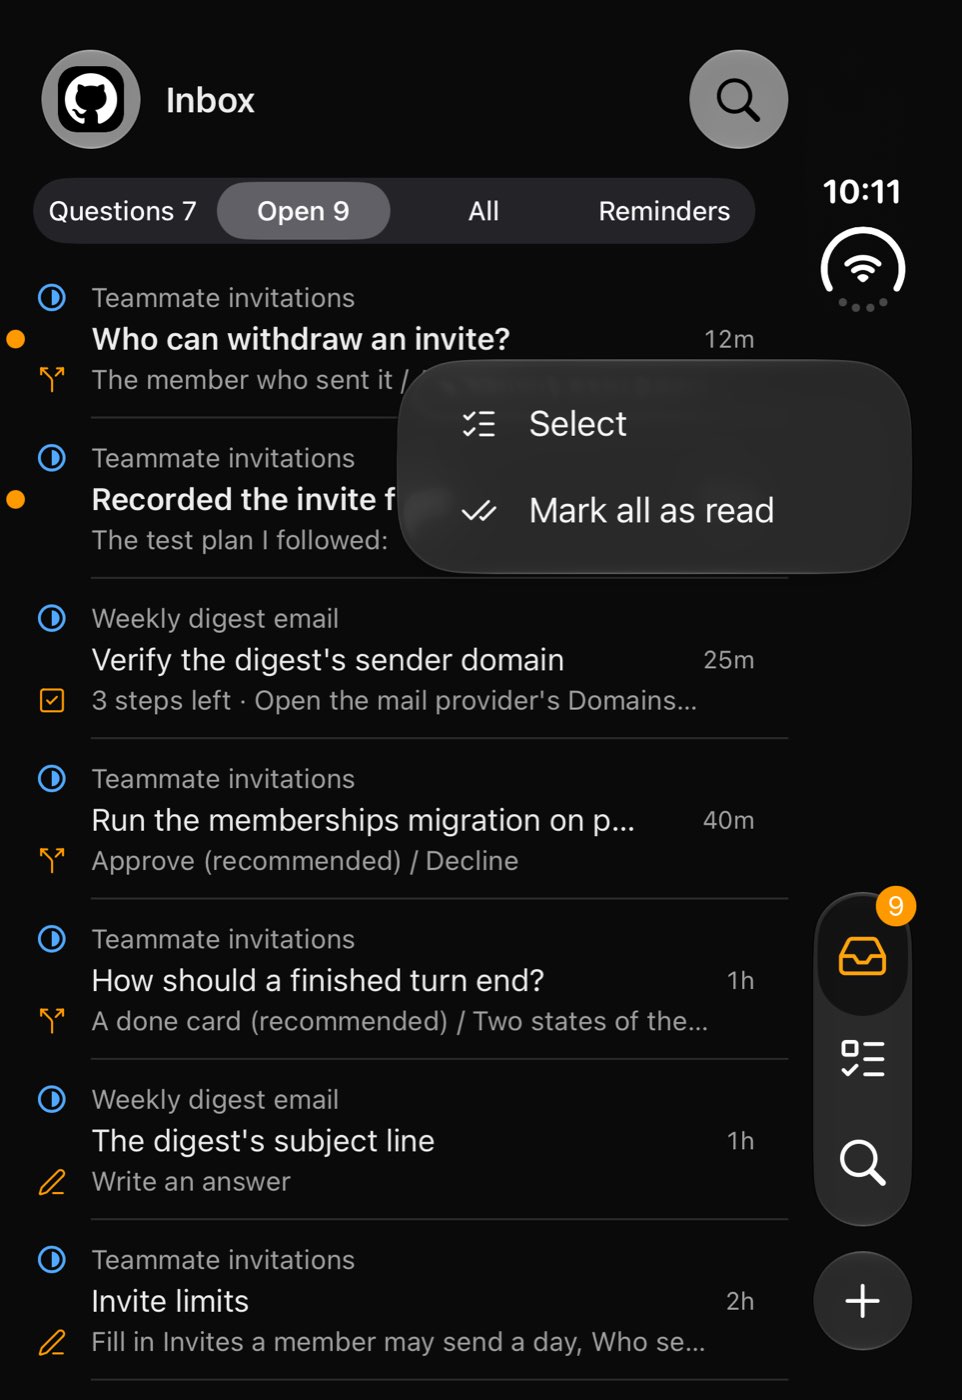 Inbox
Questions 7
Open 9
All
Reminders
10:11
Teammate invitations
Who can withdraw an invite?
12m
The member who sent it /
Select
Mark all as read
Teammate invitations
Recorded the invite f
The test plan I followed:
Weekly digest email
Verify the digest's sender domain
25m
3 steps left · Open the mail provider's Domains...
Teammate invitations
Run the memberships migration on p...
40m
Approve (recommended) / Decline
9
Teammate invitations
How should a finished turn end?
1h
A done card (recommended) / Two states of the...
Weekly digest email
The digest's subject line
1h
Write an answer
Teammate invitations
Invite limits
2h
Fill in Invites a member may send a day, Who se...